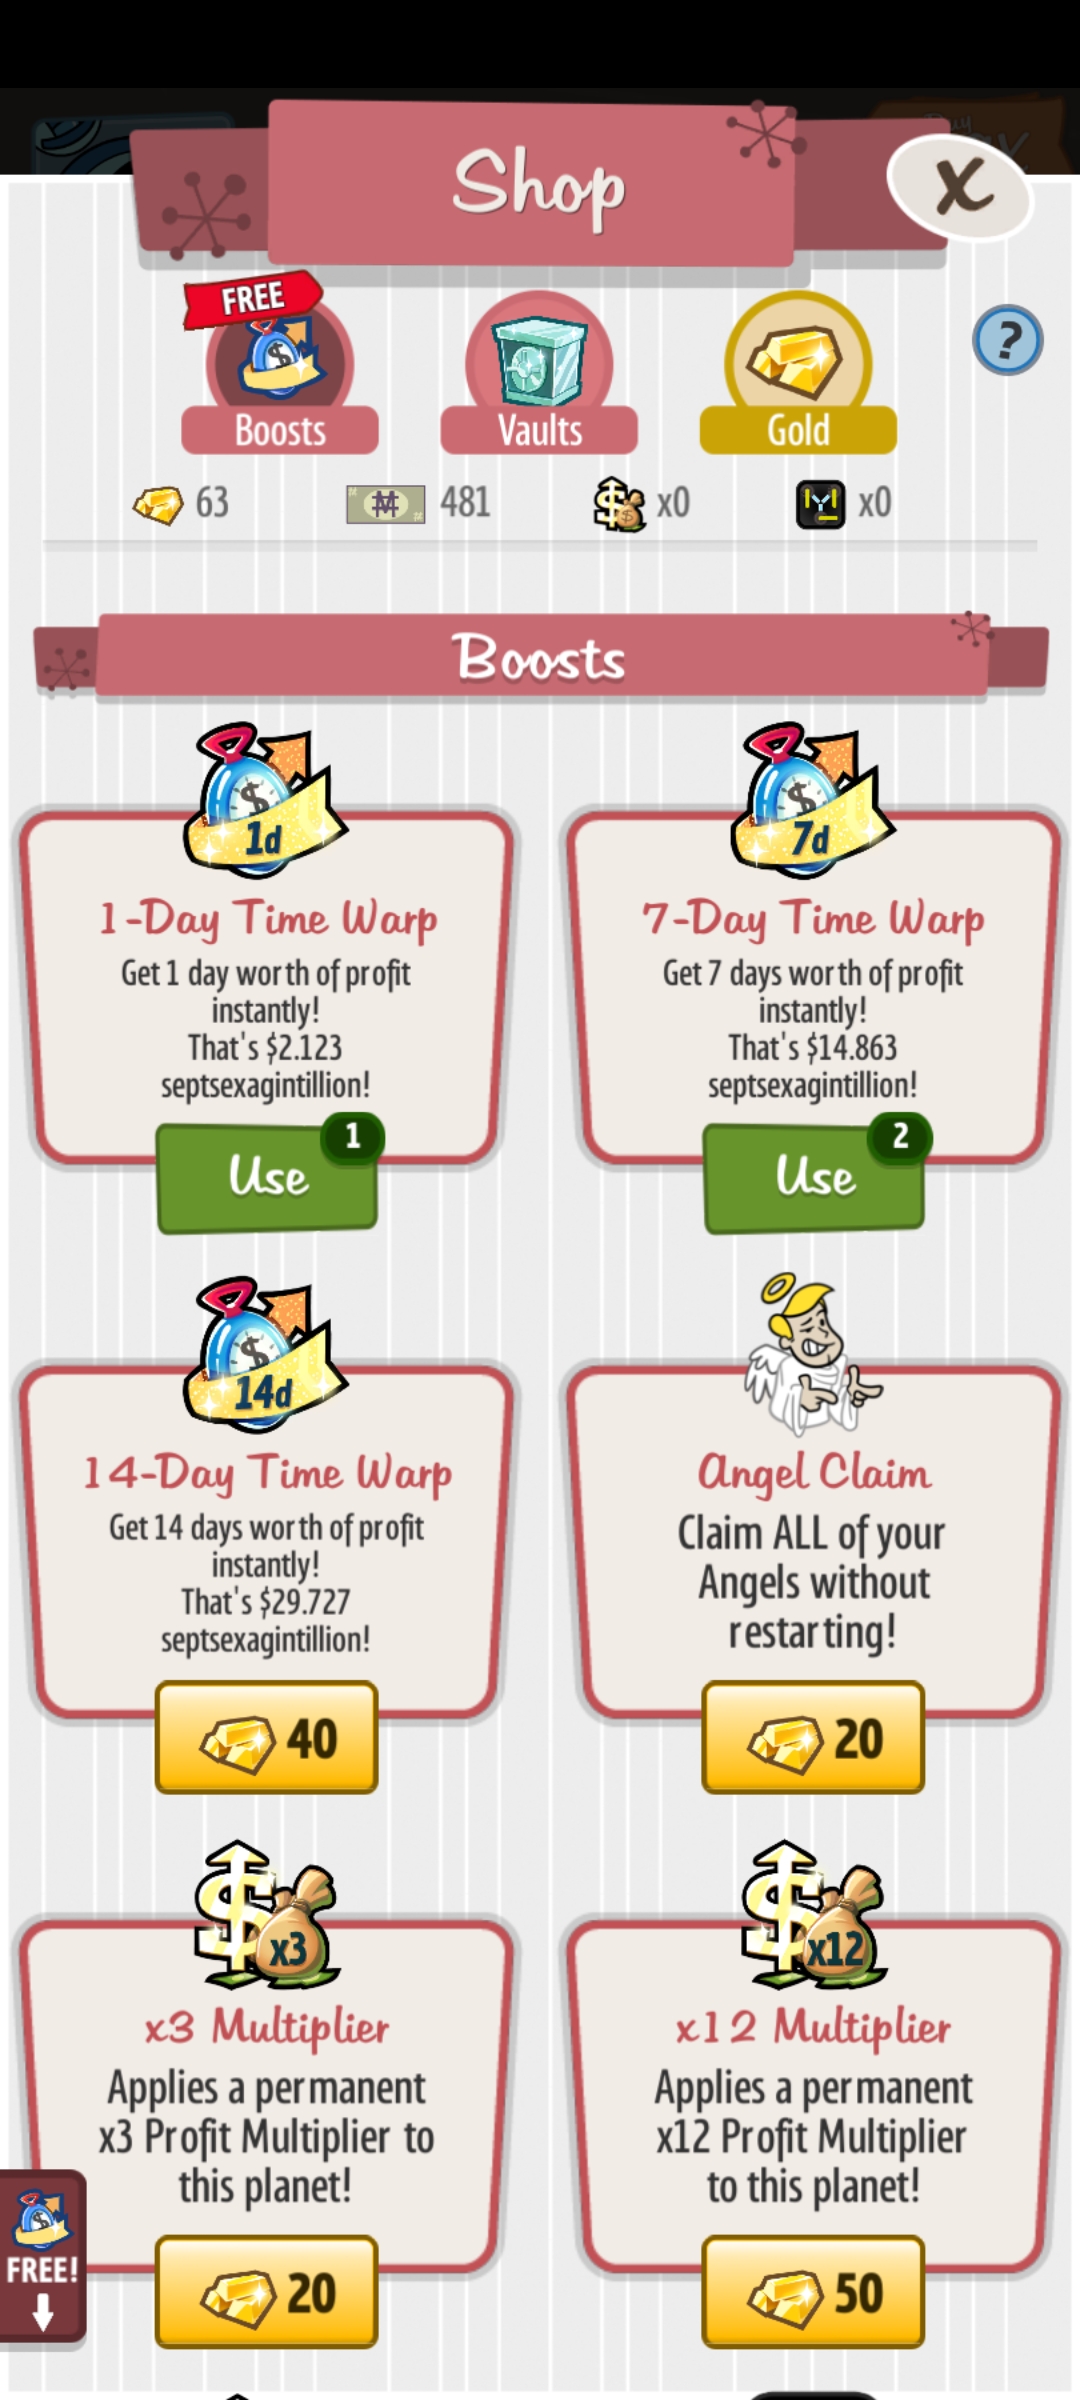 Shop
X
FREE
Boosts
Vaults
Gold
?
63
481
x0
x0
Boosts
1d
1-Day Time Warp
Get 1 day worth of profit
instantly!
That's $2.123
septsexagintillion!
1
Use
7d
7-Day Time Warp
Get 7 days worth of profit
instantly!
That's $14.863
septsexagintillion!
2
Use
14d
14-Day Time Warp
Get 14 days worth of profit
instantly!
That's $29.727
septsexagintillion!
40
Angel Claim
Claim ALL of your
Angels without
restarting!
20
x3
x3 Multiplier
Applies a permanent
x3 Profit Multiplier to
this planet!
20
x12
x12 Multiplier
Applies a permanent
x12 Profit Multiplier
to this planet!
50
FREE!